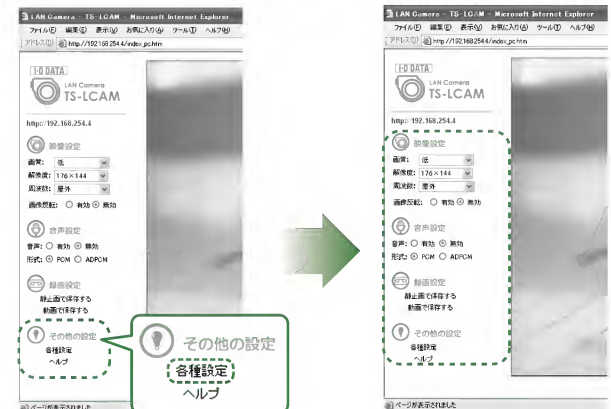 LAN Camera - TS-LCAM - Microsoft Internet Explorer
ファイル(F) 編集(E) 表示(V) お気に入り(A) ツール(T) ヘルプ(H)
アドレス(D) http://192.168.254.4/index_pc.htm
I-O DATA
LAN Camera
TS-LCAM
http://192.168.254.4
映像設定
画質: 低
解像度: 176×144
周波数: 屋外
画像反転: 有効 無効
音声設定
音声: 有効 無効
形式: PCM ADPCM
録画設定
静止画で保存する
動画で保存する
その他の設定
各種設定
ヘルプ
ページが表示されました
その他の設定
各種設定
ヘルプ
LAN Camera - TS-LCAM - Microsoft Internet Explorer
ファイル(F) 編集(E) 表示(V) お気に入り(A) ツール(T) ヘルプ(H)
アドレス(D) http://192.168.254.4/index_pc.htm
I-O DATA
LAN Camera
TS-LCAM
http://192.168.254.4
映像設定
画質: 低
解像度: 176×144
周波数: 屋外
画像反転: 有効 無効
音声設定
音声: 有効 無効
形式: PCM ADPCM
録画設定
静止画で保存する
動画で保存する
その他の設定
各種設定
ヘルプ
ページが表示されました